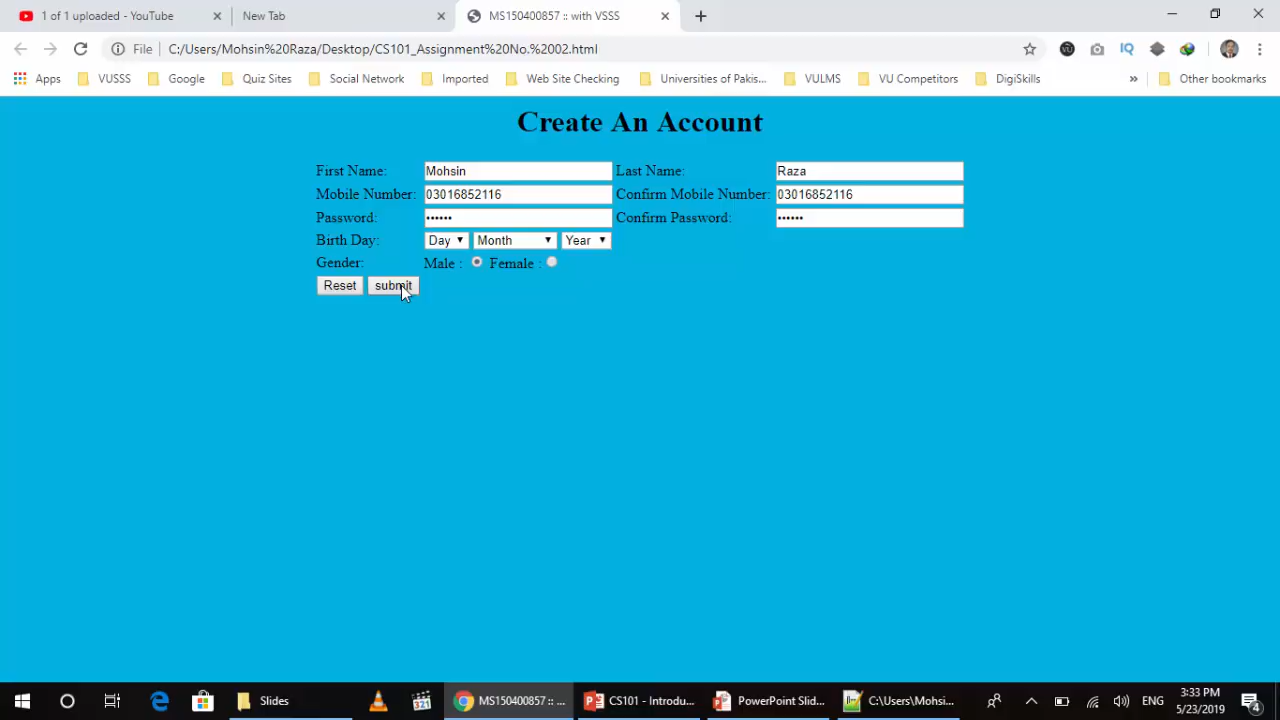 1 of 1 uploaded - YouTube
New Tab
MS150400857 :: with VSSS
File
C:/Users/Mohsin%20Raza/Desktop/CS101_Assignment%20No.%2002.html
VU
IQ
Apps VUSSS Google Quiz Sites Social Network Imported Web Site Checking Universities of Pakis... VULMS VU Competitors DigiSkills » Other bookmarks
Create An Account
First Name: Mohsin Last Name: Raza
Mobile Number: 03016852116 Confirm Mobile Number: 03016852116
Password: •••••• Confirm Password: ••••••
Birth Day: Day Month Year
Gender: Male : Female :
Reset submit
Slides
321
MS150400857 :: ...
CS101 - Introdu...
PowerPoint Slid...
C:\Users\Mohsi...
ENG
3:33 PM
5/23/2019
4